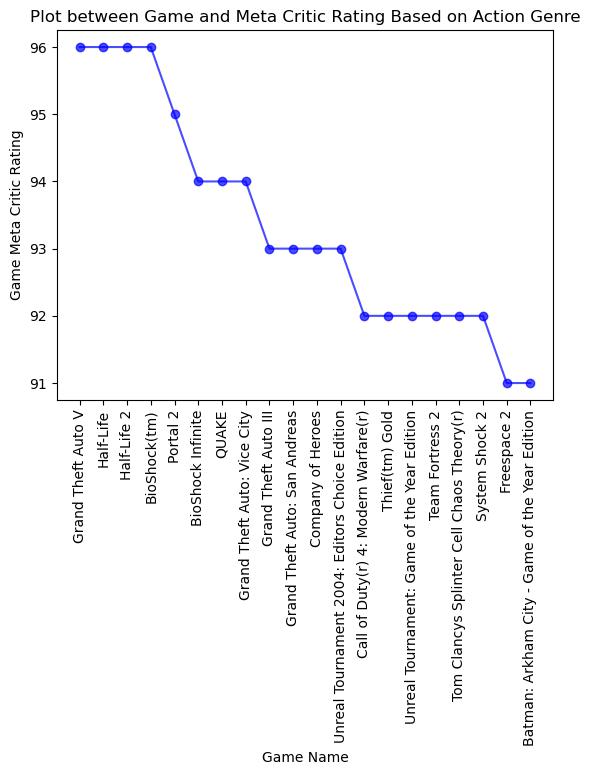 Plot between Game and Meta Critic Rating Based on Action Genre
Game Meta Critic Rating
96
95
94
93
92
91
Grand Theft Auto V
Half-Life
Half-Life 2
BioShock(tm)
Portal 2
BioShock Infinite
QUAKE
Grand Theft Auto: Vice City
Grand Theft Auto III
Grand Theft Auto: San Andreas
Company of Heroes
Unreal Tournament 2004: Editors Choice Edition
Call of Duty(r) 4: Modern Warfare(r)
Thief(tm) Gold
Unreal Tournament: Game of the Year Edition
Team Fortress 2
Tom Clancys Splinter Cell Chaos Theory(r)
System Shock 2
Freespace 2
Batman: Arkham City - Game of the Year Edition
Game Name